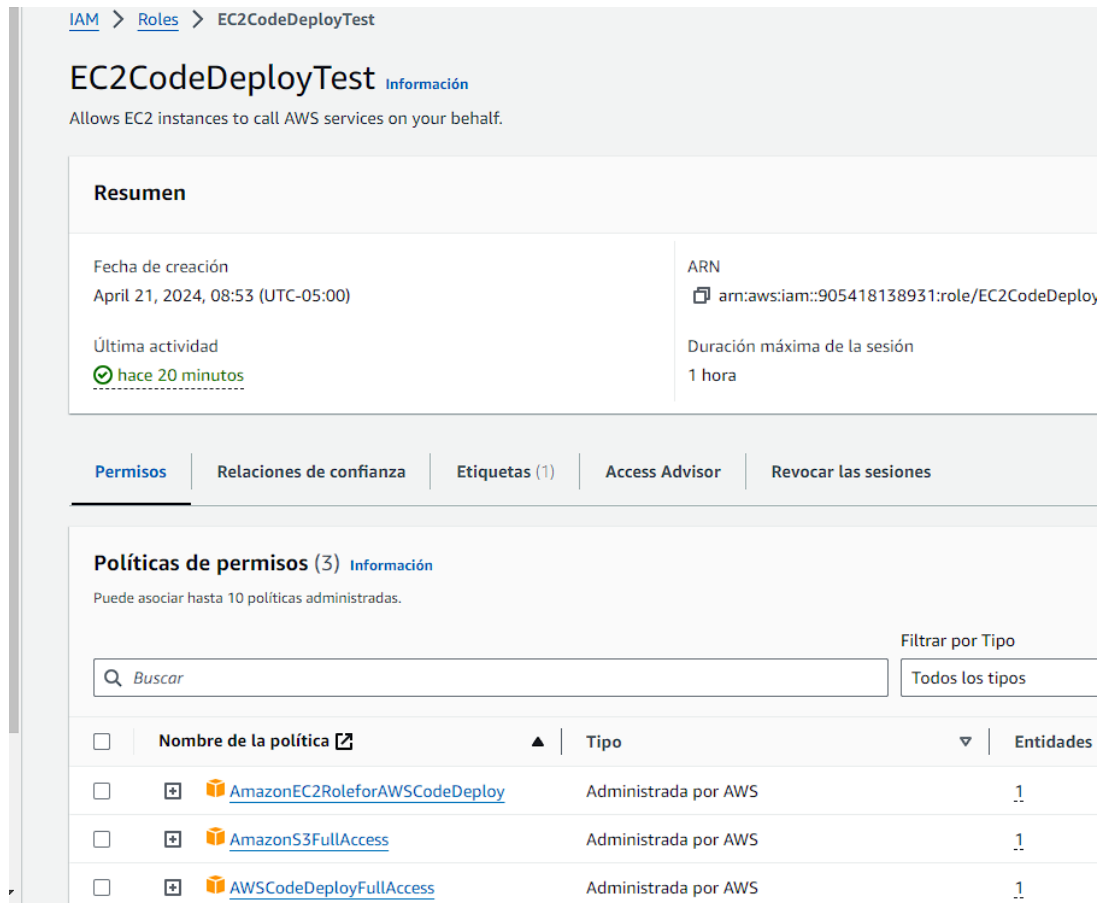 IAM > Roles > EC2CodeDeployTest
EC2CodeDeployTest Información
Allows EC2 instances to call AWS services on your behalf.
Resumen
Fecha de creación
April 21, 2024, 08:53 (UTC-05:00)
ARN
arn:aws:iam::905418138931:role/EC2CodeDeploy
Última actividad
hace 20 minutos
Duración máxima de la sesión
1 hora
Permisos Relaciones de confianza Etiquetas (1) Access Advisor Revocar las sesiones
Políticas de permisos (3) Información
Puede asociar hasta 10 políticas administradas.
Filtrar por Tipo
Buscar Todos los tipos
Nombre de la política Tipo Entidades
AmazonEC2RoleforAWSCodeDeploy Administrada por AWS 1
AmazonS3FullAccess Administrada por AWS 1
AWSCodeDeployFullAccess Administrada por AWS 1